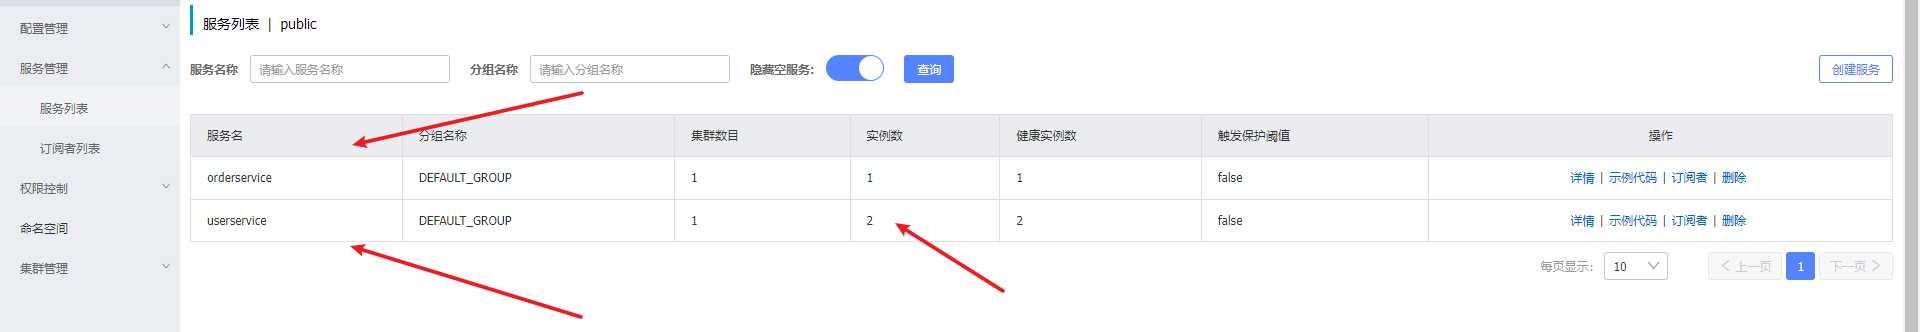 配置管理
服务管理
服务列表
订阅者列表
权限控制
命名空间
集群管理
服务列表 | public
服务名称 请输入服务名称 分组名称 请输入分组名称 隐藏空服务: 查询 创建服务
服务名 分组名称 集群数目 实例数 健康实例数 触发保护阈值 操作
orderservice DEFAULT_GROUP 1 1 1 false 详情 | 示例代码 | 订阅者 | 删除
userservice DEFAULT_GROUP 1 2 2 false 详情 | 示例代码 | 订阅者 | 删除
每页显示: 10 上一页 1 下一页